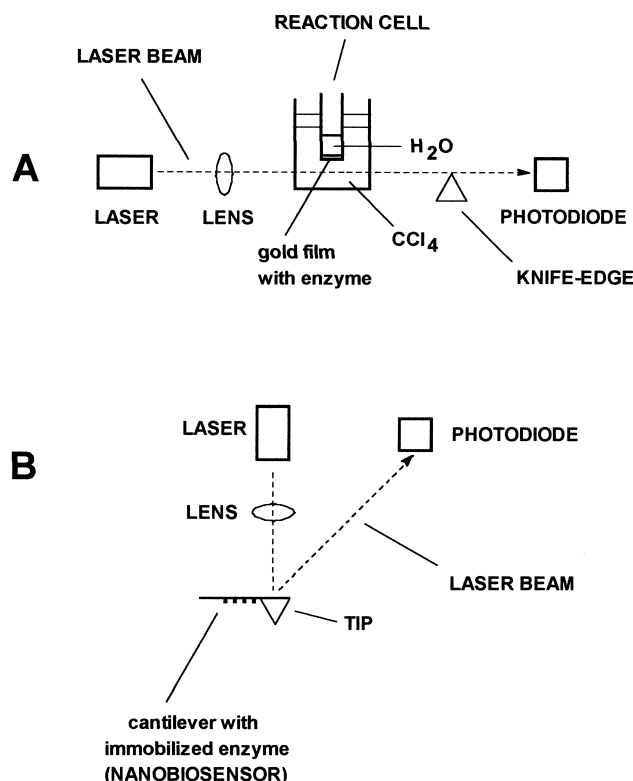 REACTION CELL
LASER BEAM
A
H2O
LASER
LENS
CCl4
PHOTODIODE
gold film
with enzyme
KNIFE-EDGE
B
LASER
PHOTODIODE
LENS
LASER BEAM
TIP
cantilever with
immobilized enzyme
(NANOBIOSENSOR)